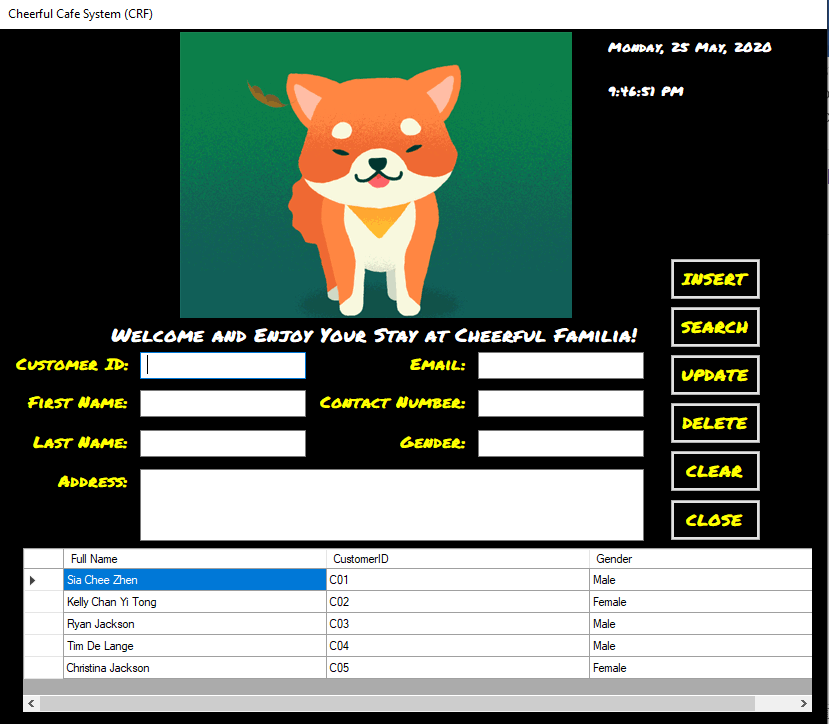 Cheerful Cafe System (CRF)
Monday, 25 May, 2020
9:46:51 PM
Welcome and Enjoy Your Stay at Cheerful Familia!
INSERT
SEARCH
UPDATE
DELETE
CLEAR
CLOSE
Customer ID: Email:
First Name: Contact Number:
Last Name: Gender:
Address:
Full Name CustomerID Gender
Sia Chee Zhen C01 Male
Kelly Chan Yi Tong C02 Female
Ryan Jackson C03 Male
Tim De Lange C04 Male
Christina Jackson C05 Female